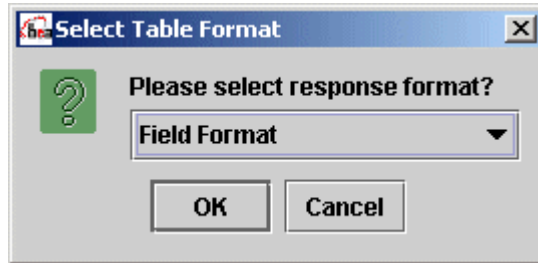 Select Table Format
Please select response format?
Field Format
OK
Cancel